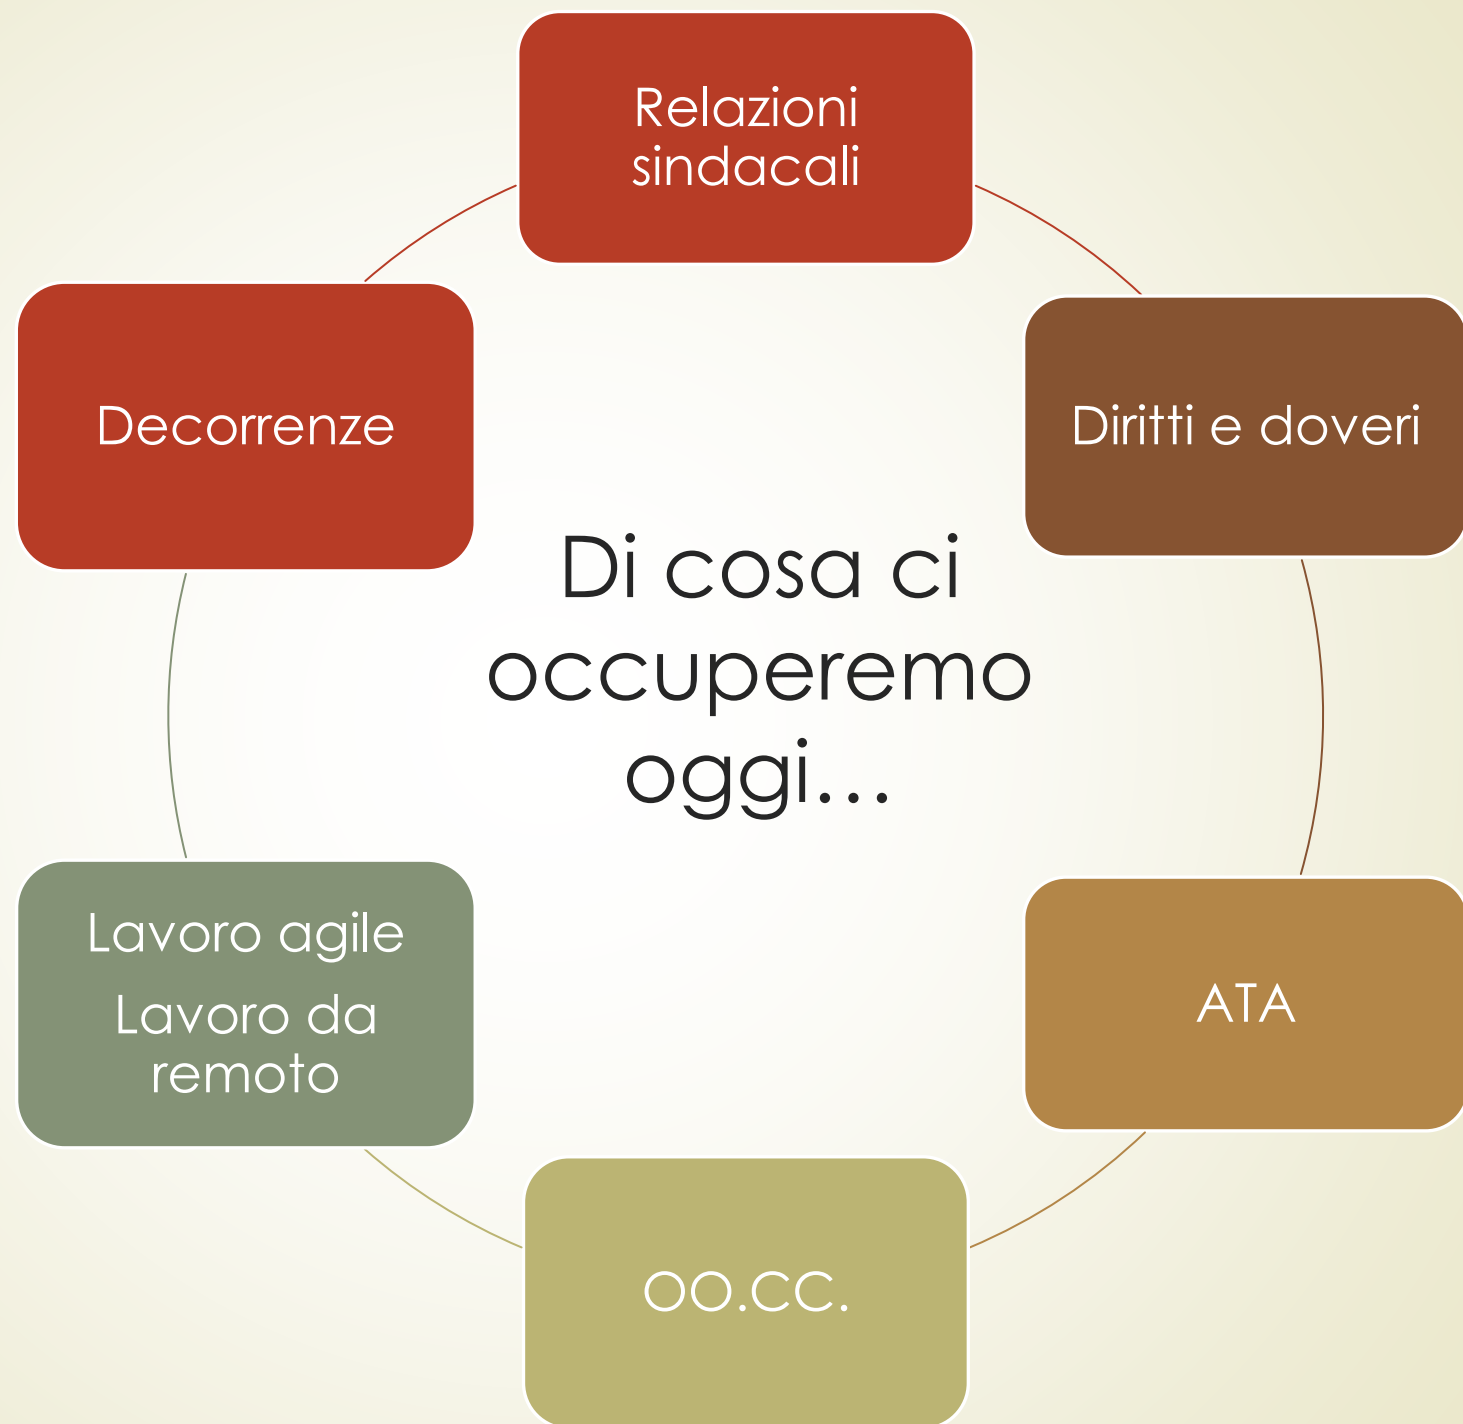 Relazioni
sindacali
Decorrenze
Diritti e doveri
Di cosa ci
occuperemo
oggi…
Lavoro agile
Lavoro da
remoto
ATA
OO.CC.